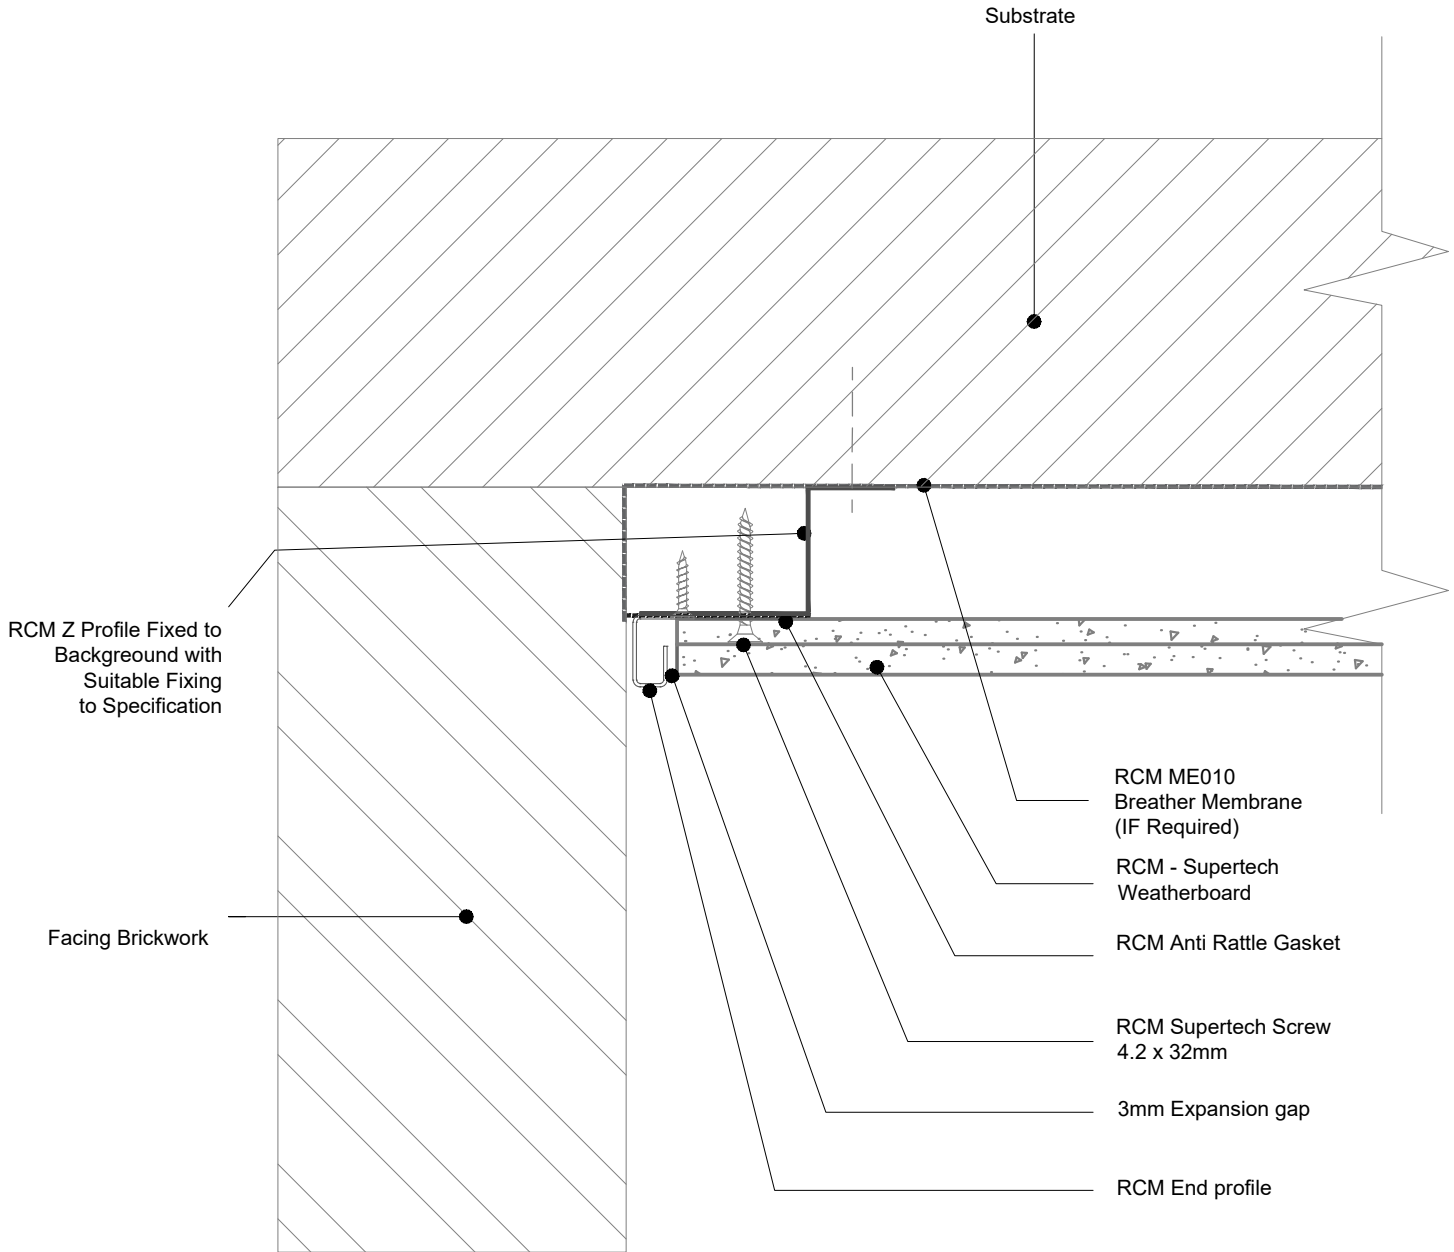 Substrate
RCM Z Profile Fixed to
Backgreound with
Suitable Fixing
to Specification
Facing Brickwork
RCM ME010
Breather Membrane
(IF Required)
RCM - Supertech
Weatherboard
RCM Anti Rattle Gasket
RCM Supertech Screw
4.2 x 32mm
3mm Expansion gap
RCM End profile